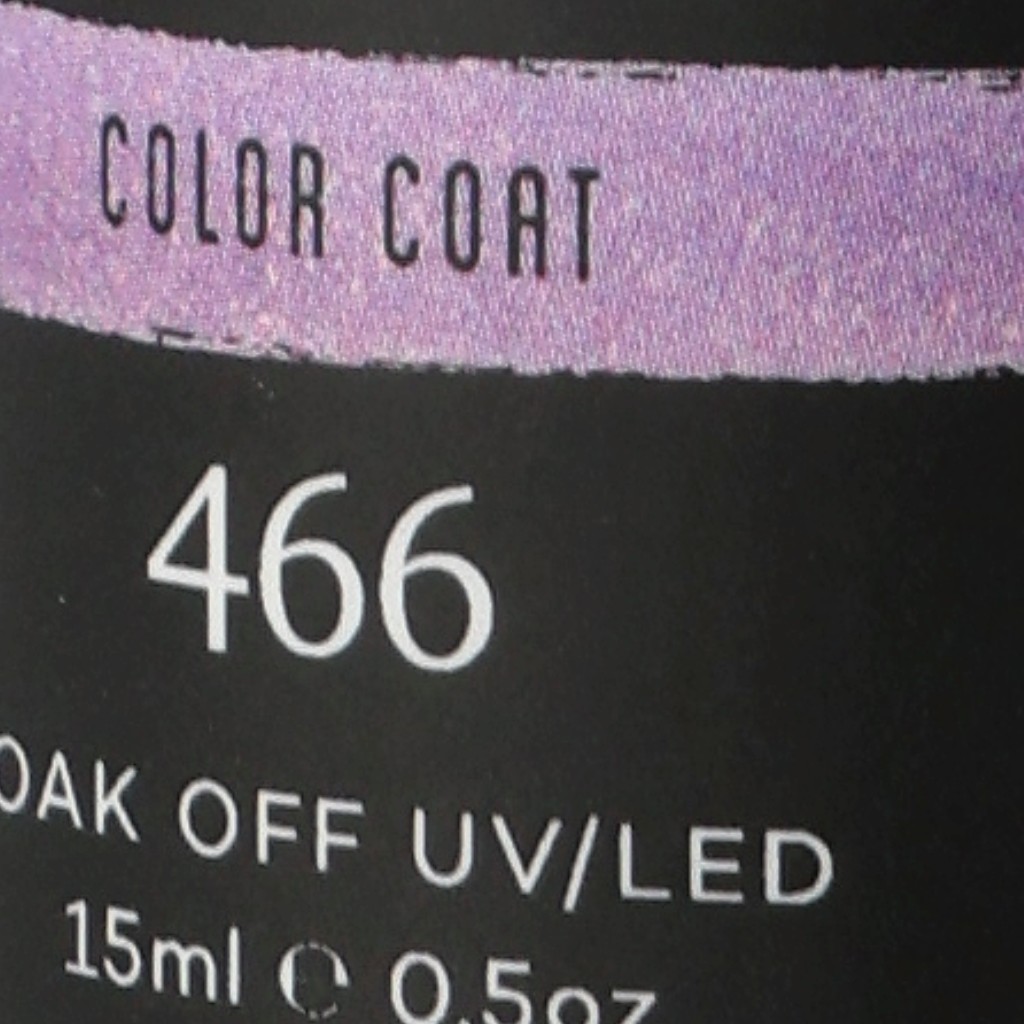 COLOR COAT
466
OAK OFF UV/LED
15ml ℮ 0.5oz